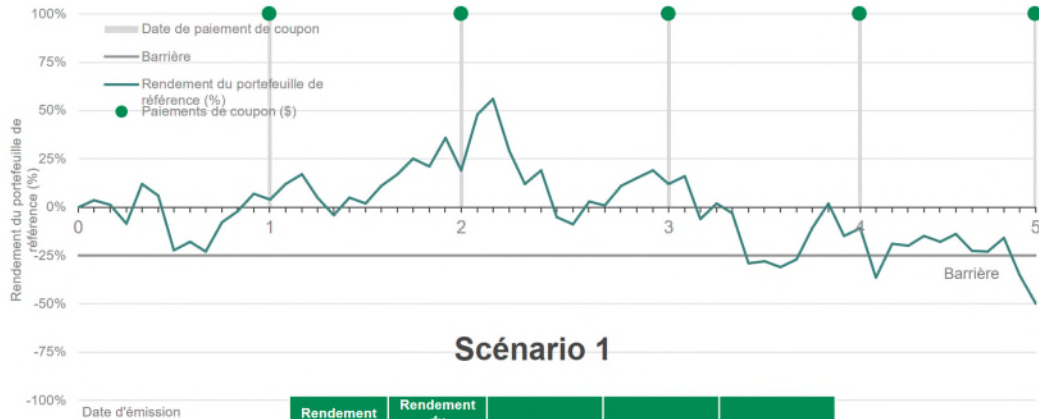 100%
Date de paiement de coupon
75%
Barrière
Rendement du portefeuille de
référence (%)
50%
Paiements de coupon ($)
25%
0%
0
1
2
3
4
5
-25%
Barrière
-50%
-75%
-100%
Rendement du portefeuille de
référence (%)
Scénario 1
Date d'émission
Rendement
Rendement